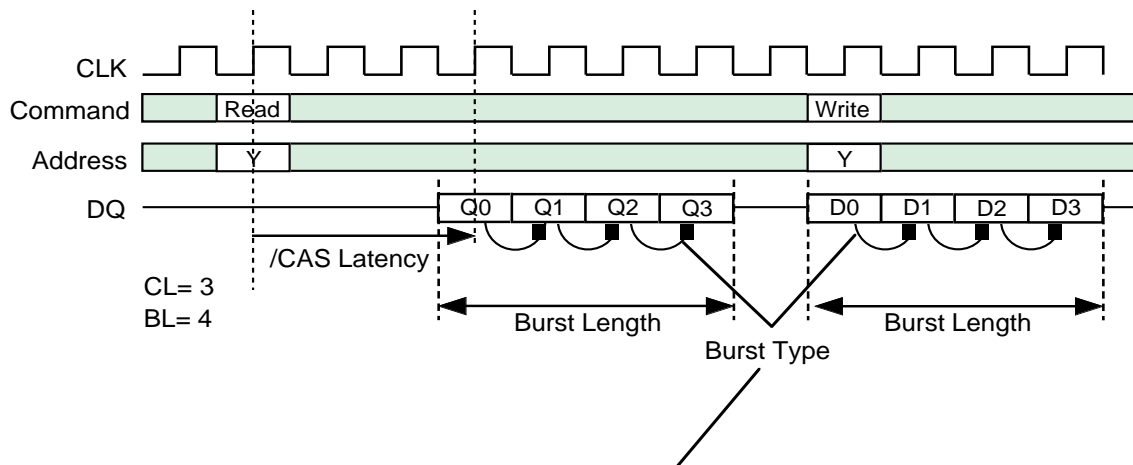 CLK
Command Read Write
Address Y Y
DQ Q0 Q1 Q2 Q3 D0 D1 D2 D3
/CAS Latency
CL= 3
BL= 4
Burst Length Burst Length
Burst Type